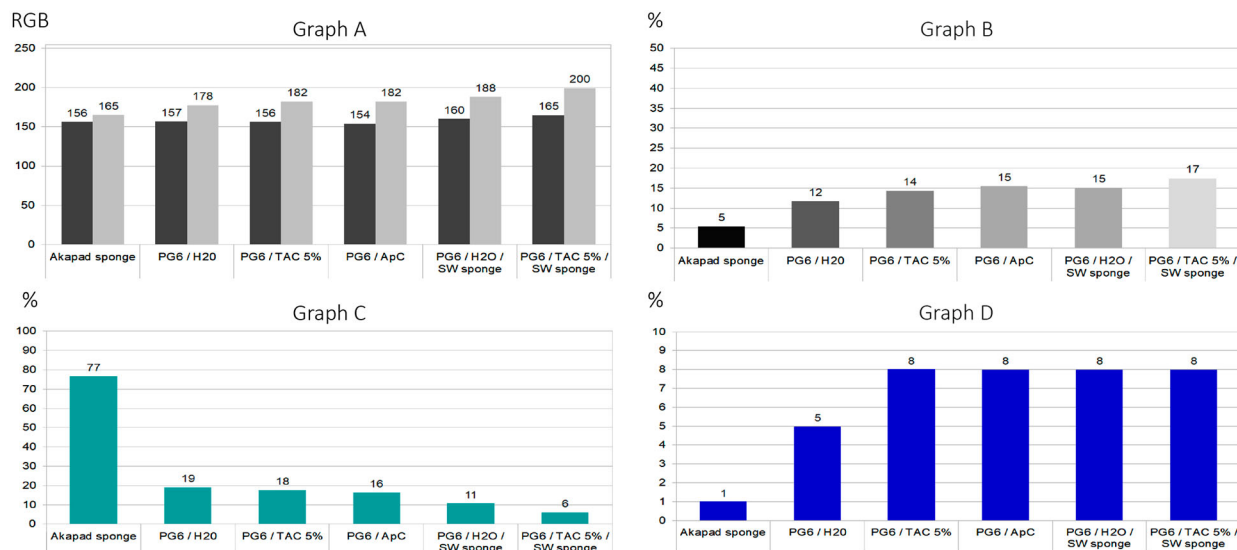 RGB
Graph A
250
200
150
100
50
0
156 165 157 178 156 182 154 182 160 188 165 200
Akapad sponge PG6 / H20 PG6 / TAC 5% PG6 / ApC PG6 / H2O / PG6 / TAC 5% /
SW sponge SW sponge
%
Graph B
50
45
40
35
30
25
20
15
10
5
0
5 12 14 15 15 17
Akapad sponge PG6 / H20 PG6 / TAC 5% PG6 / ApC PG6 / H2O / PG6 / TAC 5% /
SW sponge SW sponge
%
Graph C
100
90
80
70
60
50
40
30
20
10
0
77 19 18 16 11 6
Akapad sponge PG6 / H20 PG6 / TAC 5% PG6 / ApC PG6 / H2O / PG6 / TAC 5% /
SW sponge SW sponge
%
Graph D
10
9
8
7
6
5
4
3
2
1
0
1 5 8 8 8 8
Akapad sponge PG6 / H20 PG6 / TAC 5% PG6 / ApC PG6 / H2O / PG6 / TAC 5% /
SW sponge SW sponge